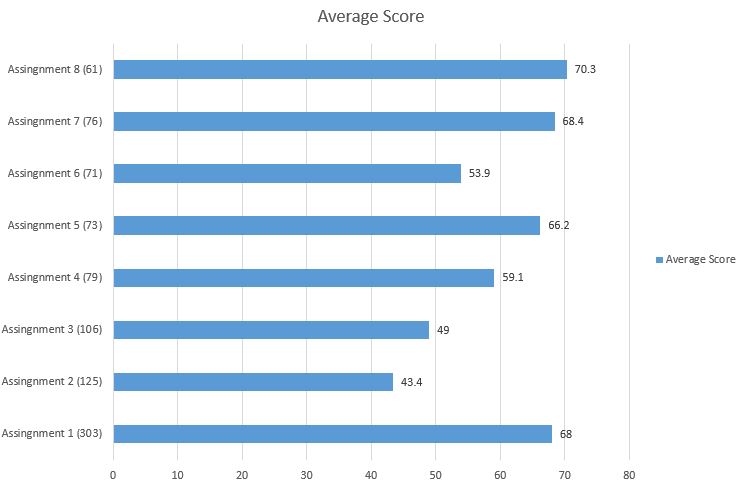 Average Score
Assingnment 8 (61)
70.3
Assingnment 7 (76)
68.4
Assingnment 6 (71)
53.9
Assingnment 5 (73)
66.2
Average Score
Assingnment 4 (79)
59.1
Assingnment 3 (106)
49
Assingnment 2 (125)
43.4
Assingnment 1 (303)
68
0 10 20 30 40 50 60 70 80